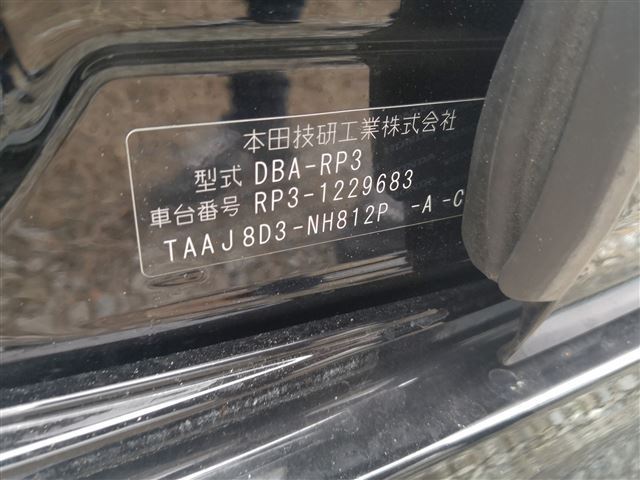 本田技研工業株式会社
型式 DBA-RP3
車台番号 RP3-1229683
TAAJ8D3-NH812P -A -C